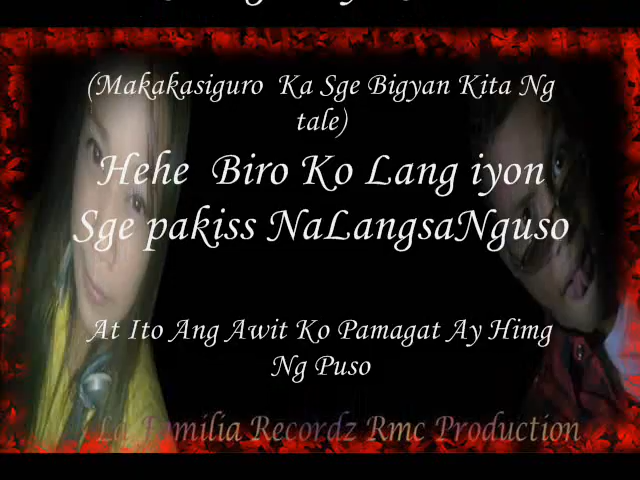 (Makakasiguro Ka Sge Bigyan Kita Ng
tale)
Hehe Biro Ko Lang iyon
Sge pakiss NaLangsaNguso
At Ito Ang Awit Ko Pamagat Ay Himg
Ng Puso
La Familia Recordz Rmc Production